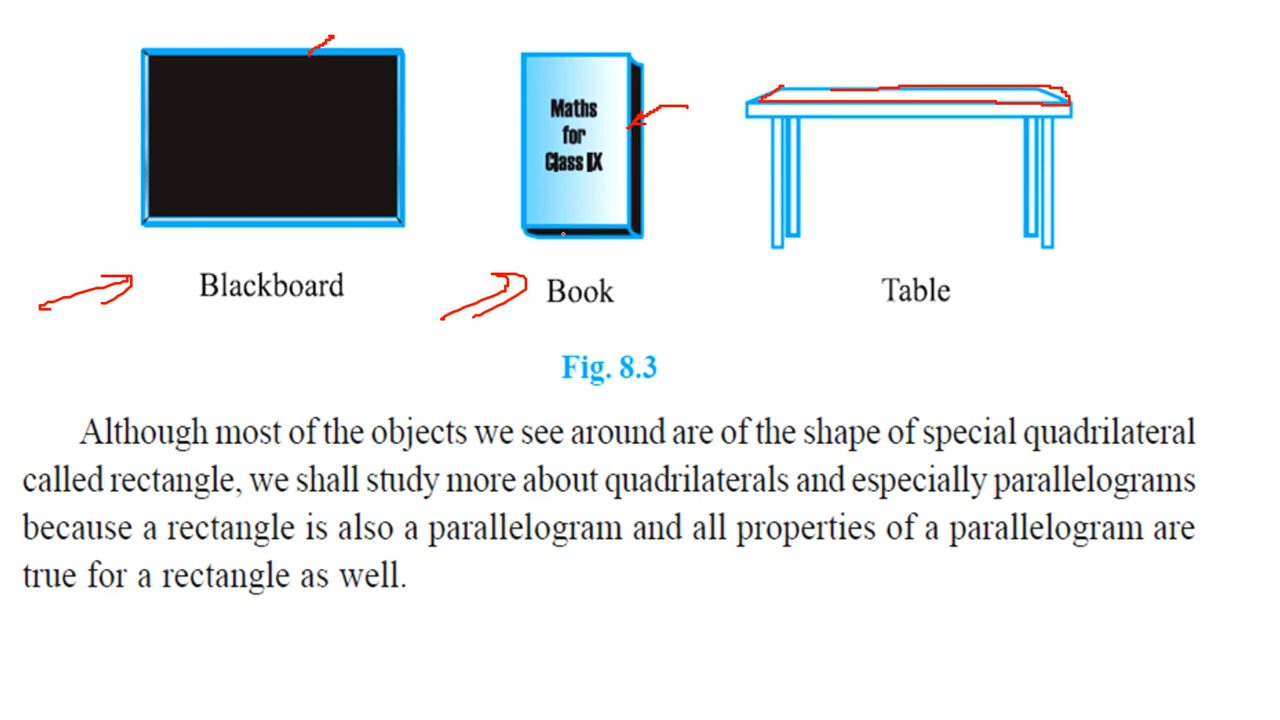 Maths
for
Class IX
Blackboard
Book
Table
Fig. 8.3
Although most of the objects we see around are of the shape of special quadrilateral
called rectangle, we shall study more about quadrilaterals and especially parallelograms
because a rectangle is also a parallelogram and all properties of a parallelogram are
true for a rectangle as well.